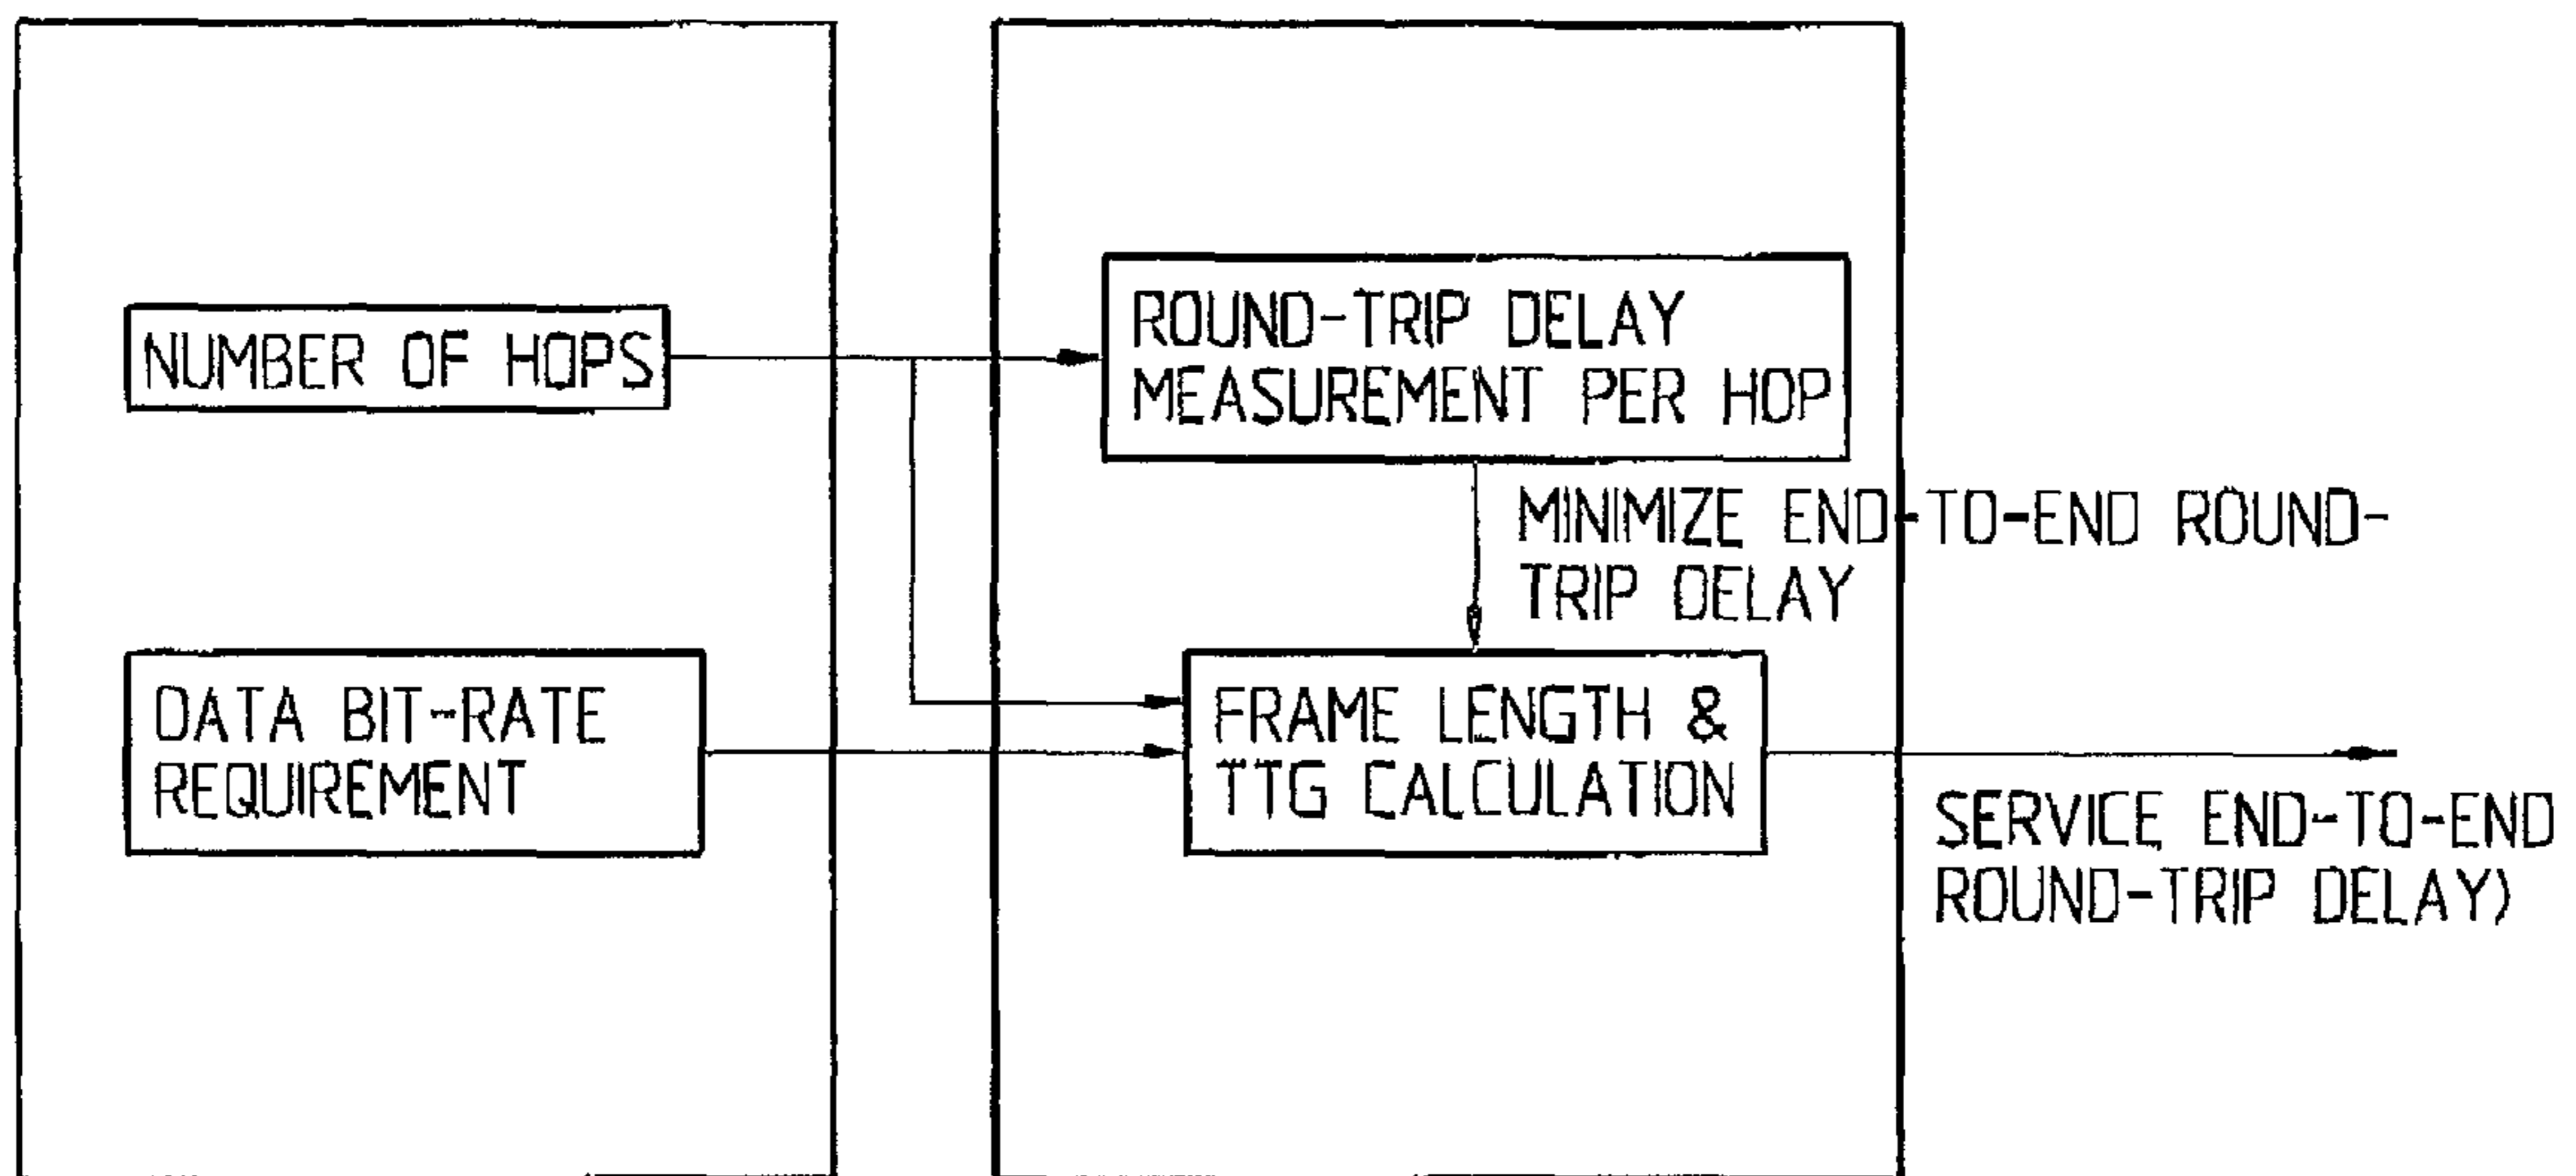 NUMBER OF HOPS
ROUND-TRIP DELAY
MEASUREMENT PER HOP
MINIMIZE END-TO-END ROUND-
TRIP DELAY
DATA BIT-RATE
REQUIREMENT
FRAME LENGTH &
TTG CALCULATION
SERVICE END-TO-END
ROUND-TRIP DELAY)